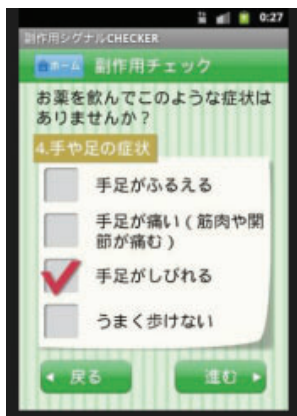 0:27
副作用シグナルCHECKER
ホーム 副作用チェック
お薬を飲んでこのような症状は
ありませんか？
4.手や足の症状
手足がふるえる
手足が痛い（筋肉や関
節が痛む）
手足がしびれる
うまく歩けない
戻る 進む